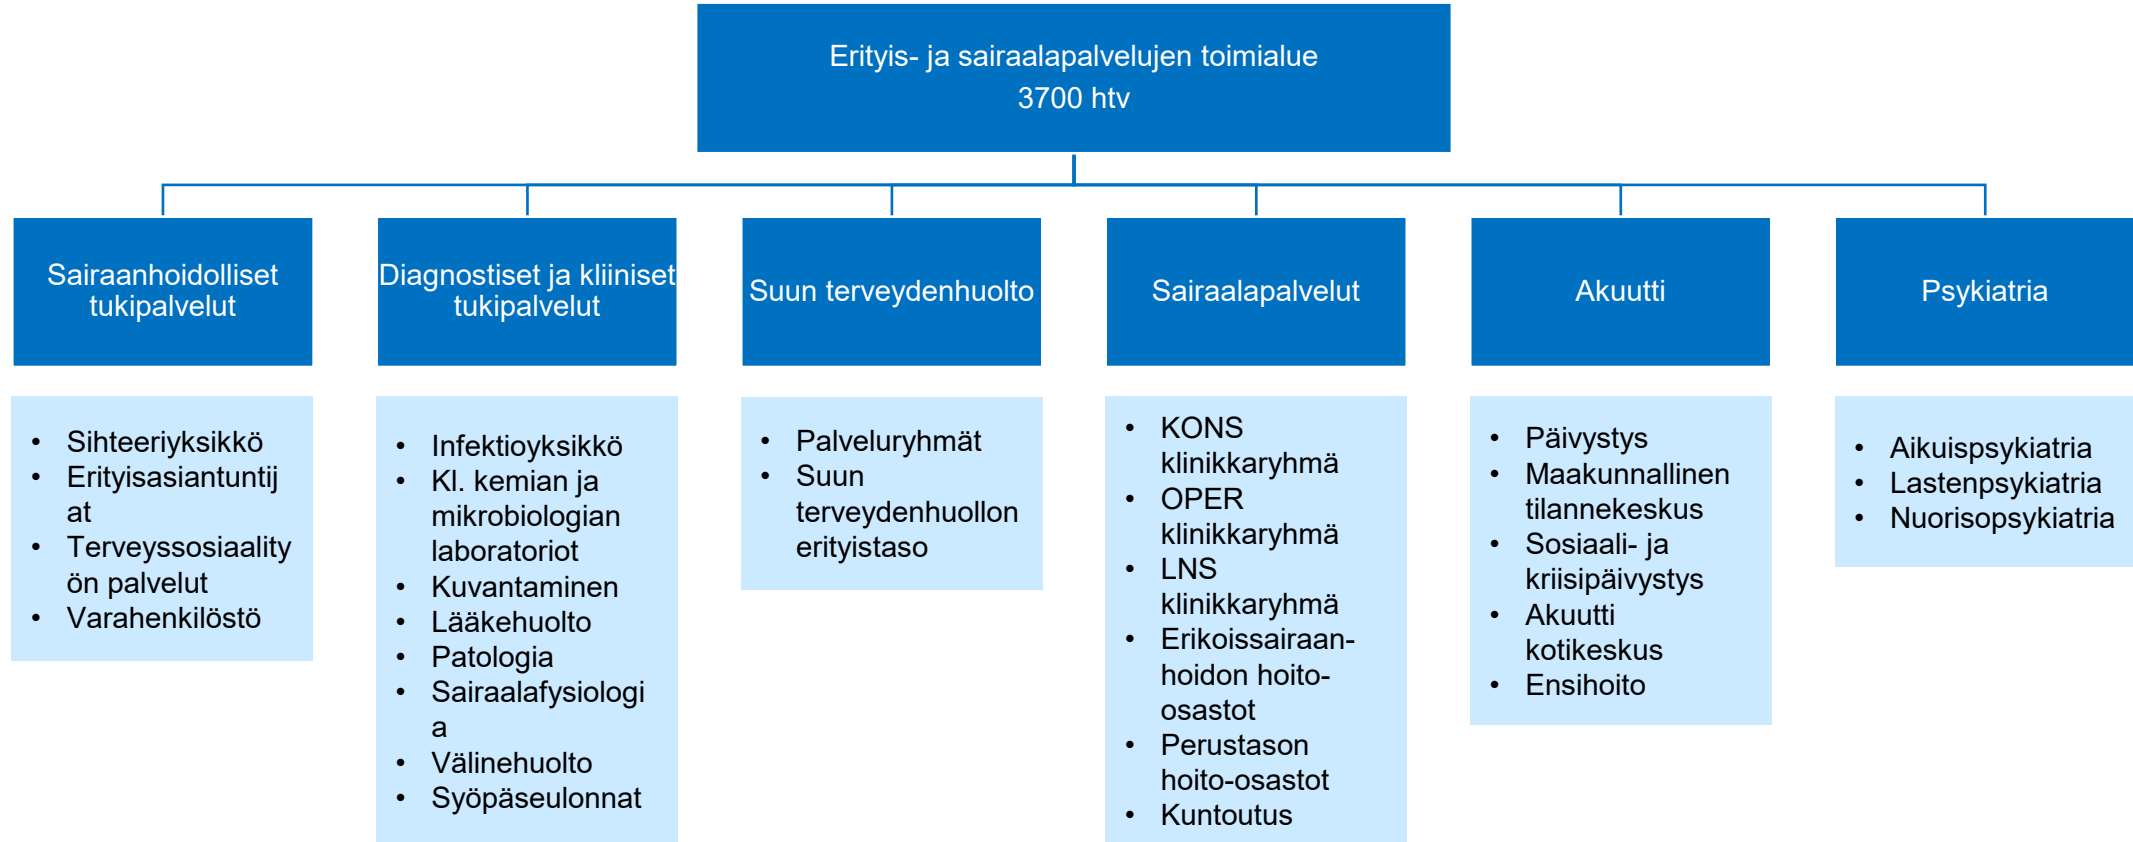 Erityis- ja sairaalapalvelujen toimialue
3700 htv
Sairaanhoidolliset
tukipalvelut
Diagnostiset ja kliiniset
tukipalvelut
Suun terveydenhuolto
Sairaalapalvelut
Akuutti
Psykiatria
• Sihteeriyksikkö
• Erityisasiantuntij
at
• Terveyssosiaality
ön palvelut
• Varahenkilöstö
• Infektioyksikkö
• Kl. kemian ja
mikrobiologian
laboratoriot
• Kuvantaminen
• Lääkehuolto
• Patologia
• Sairaalafysiologi
a
• Välinehuolto
• Syöpäseulonnat
• Palveluryhmät
• Suun
terveydenhuollon
erityistaso
• KONS
klinikkaryhmä
• OPER
klinikkaryhmä
• LNS
klinikkaryhmä
• Erikoissairaan-
hoidon hoito-
osastot
• Perustason
hoito-osastot
• Kuntoutus
• Päivystys
• Maakunnallinen
tilannekeskus
• Sosiaali- ja
kriisipäivystys
• Akuutti
kotikeskus
• Ensihoito
• Aikuispsykiatria
• Lastenpsykiatria
• Nuorisopsykiatria